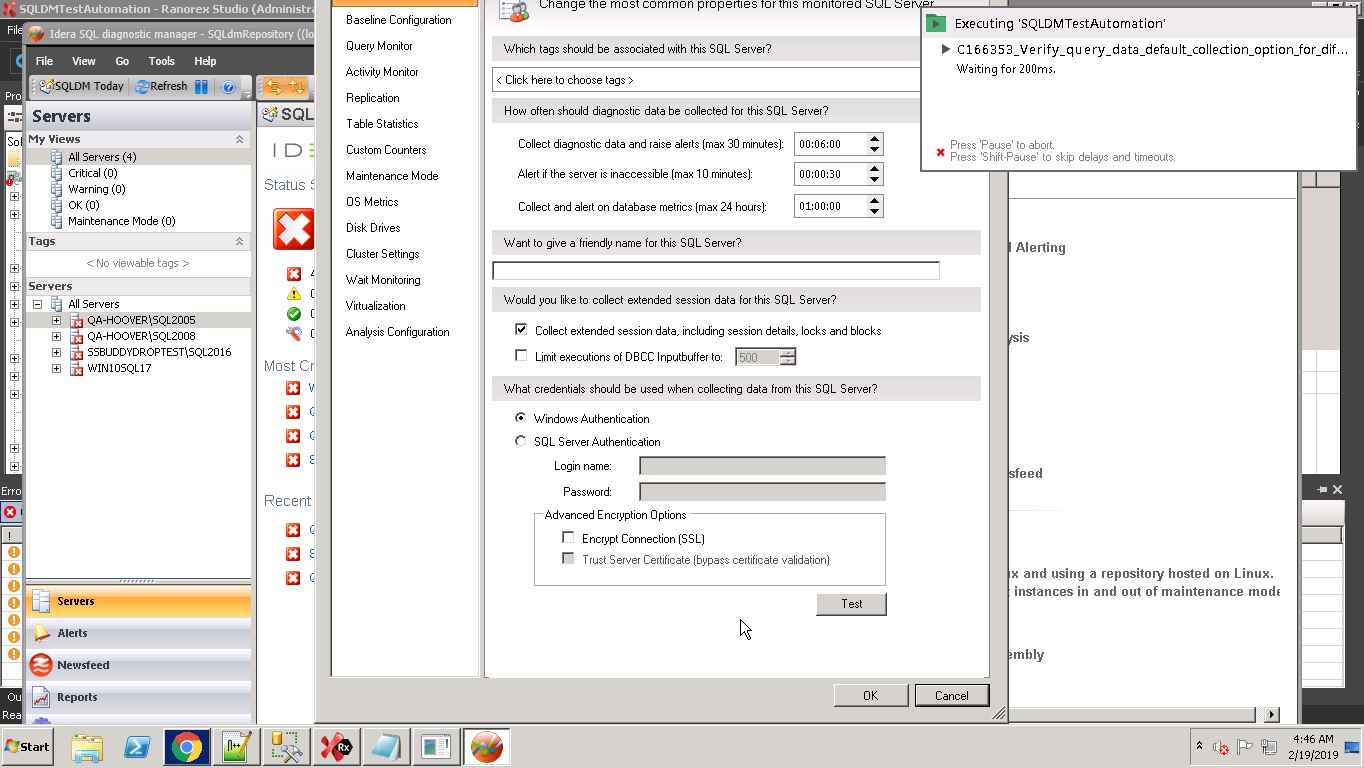 SQLDMTestAutomation - Ranorex Studio (Administra
Idera SQL diagnostic manager - SQLdmRepository ((lo
File View Go Tools Help
SQLDM Today Refresh
Servers
My Views
All Servers (4)
Critical (0)
Warning (0)
OK (0)
Maintenance Mode (0)
Tags
< No viewable tags >
Servers
All Servers
QA-HOOVER\SQL2005
QA-HOOVER\SQL2008
SSBUDDYDROPTEST\SQL2016
WIN10SQL17
Servers
Alerts
Newsfeed
Reports
SQL
IDE
Status S
Most Cr
Recent
Baseline Configuration
Query Monitor
Activity Monitor
Replication
Table Statistics
Custom Counters
Maintenance Mode
OS Metrics
Disk Drives
Cluster Settings
Wait Monitoring
Virtualization
Analysis Configuration
Change the most common properties for this monitored SQL Server
Which tags should be associated with this SQL Server?
< Click here to choose tags >
How often should diagnostic data be collected for this SQL Server?
Collect diagnostic data and raise alerts (max 30 minutes): 00:06:00
Alert if the server is inaccessible (max 10.minutes): 00:00:30
Collect and alert on database metrics (max 24 hours): 01:00:00
Want to give a friendly name for this SQL Server?
Would you like to collect extended session data for this SQL Server?
Collect extended session data, including session details, locks and blocks
Limit executions of DBCC Inputbuffer to: 500
What credentials should be used when collecting data from this SQL Server?
Windows Authentication
SQL Server Authentication
Login name:
Password:
Advanced Encryption Options
Encrypt Connection (SSL)
Trust Server Certificate (bypass certificate validation)
Test
OK Cancel
Executing 'SQLDMTestAutomation'
C166353_Verify_query_data_default_collection_option_for_dif...
Waiting for 200ms.
Press 'Pause' to abort.
Press 'Shift-Pause' to skip delays and timeouts.
Alerting
ysis
sfeed
ux and using a repository hosted on Linux.
instances in and out of maintenance mode
embly
Erro
Ou
Rea
Start
4:46 AM
2/19/2019